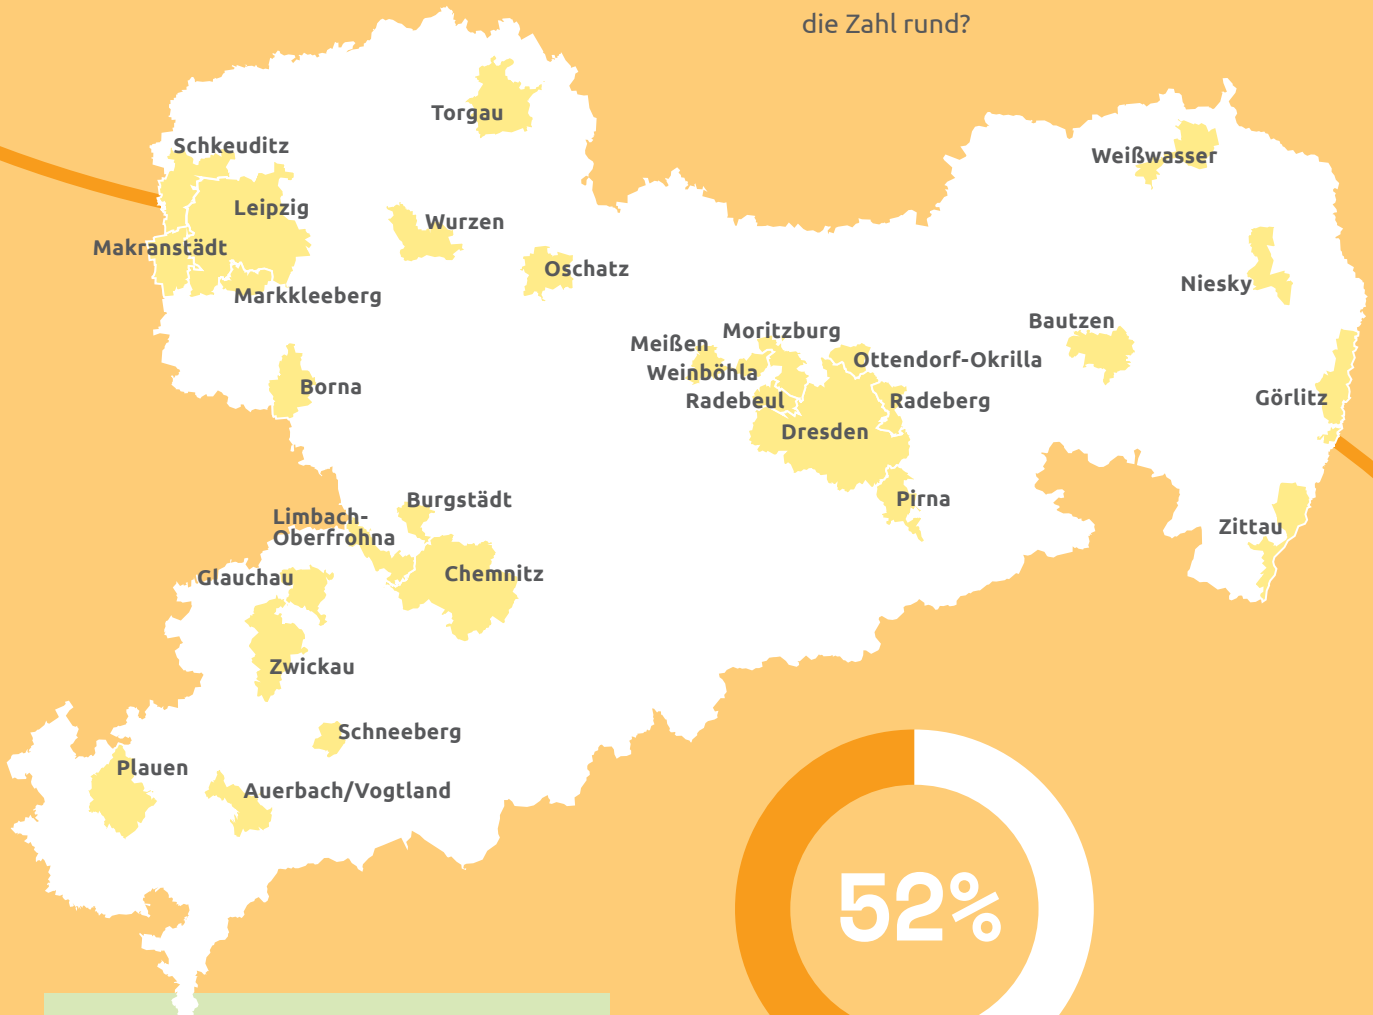 die Zahl rund?
Torgau
Schkeuditz
Weißwasser
Leipzig
Wurzen
Makranstädt
Oschatz
Niesky
Markkleeberg
Bautzen
Moritzburg
Meißen
Ottendorf-Okrilla
Weinböhla
Borna
Görlitz
Radebeul
Radeberg
Dresden
Burgstädt
Pirna
Limbach-
Oberfrohna
Zittau
Glauchau
Chemnitz
Zwickau
Schneeberg
Plauen
Auerbach/Vogtland
52%